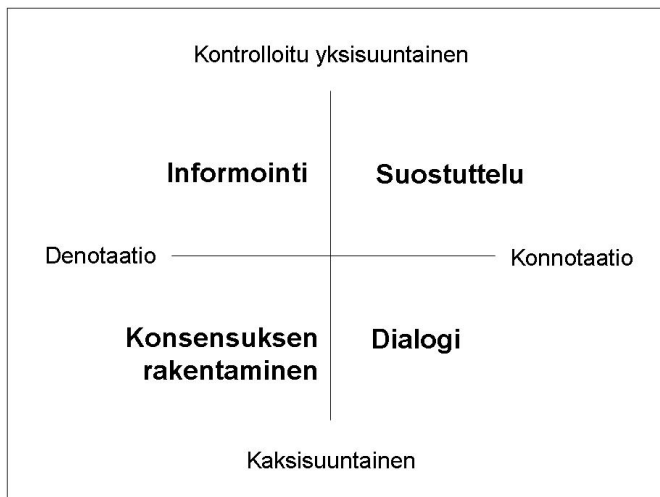 Kontrolloitu yksisuuntainen
Informointi
Suostuttelu
Denotaatio
Konnotaatio
Konsensuksen
rakentaminen
Dialogi
Kaksisuuntainen